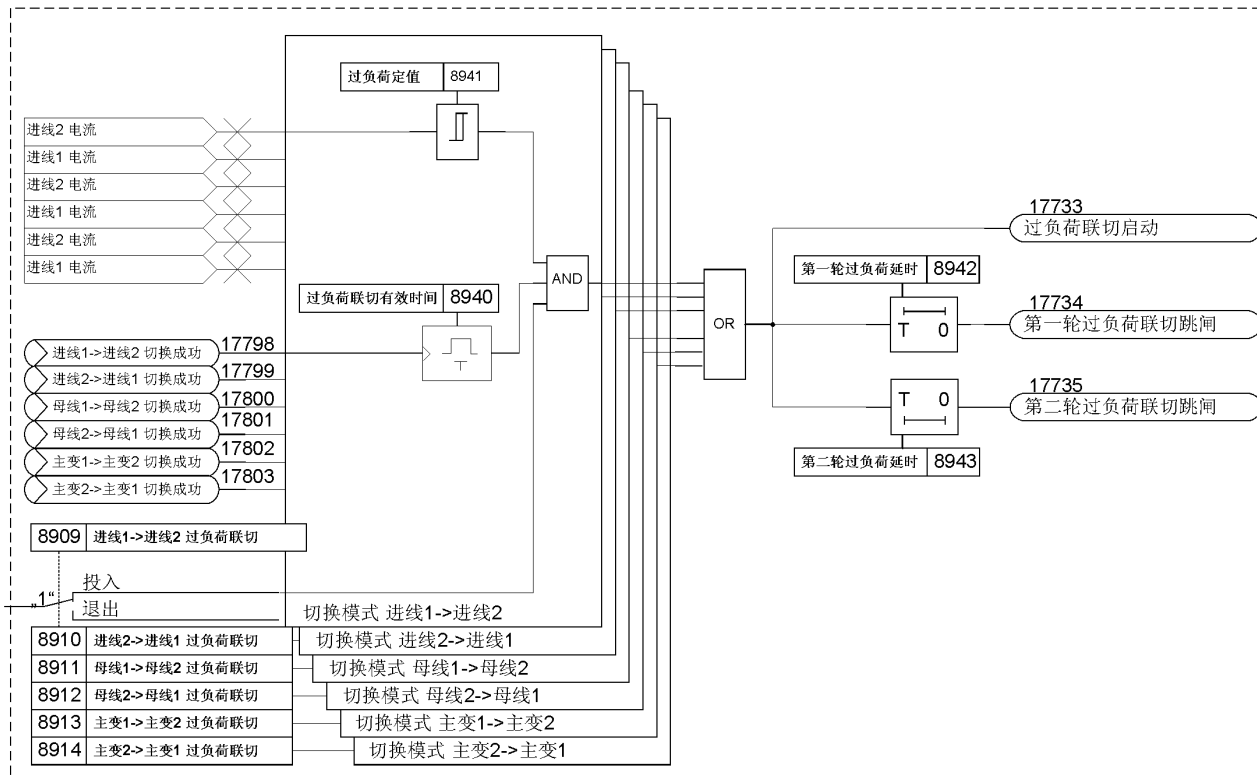 过负荷定值 8941
进线2 电流
进线1 电流
进线2 电流
进线1 电流
进线2 电流
进线1 电流
AND
过负荷联切有效时间 8940
T
进线1->进线2 切换成功 17798
进线2->进线1 切换成功 17799
母线1->母线2 切换成功 17800
母线2->母线1 切换成功 17801
主变1->主变2 切换成功 17802
主变2->主变1 切换成功 17803
OR
17733
过负荷联切启动
第一轮过负荷延时 8942
T 0
17734
第一轮过负荷联切跳闸
T 0
17735
第二轮过负荷联切跳闸
第二轮过负荷延时 8943
8909 进线1->进线2 过负荷联切
„1“
投入
退出
切换模式 进线1->进线2
8910 进线2->进线1 过负荷联切 切换模式 进线2->进线1
8911 母线1->母线2 过负荷联切 切换模式 母线1->母线2
8912 母线2->母线1 过负荷联切 切换模式 母线2->母线1
8913 主变1->主变2 过负荷联切 切换模式 主变1->主变2
8914 主变2->主变1 过负荷联切 切换模式 主变2->主变1